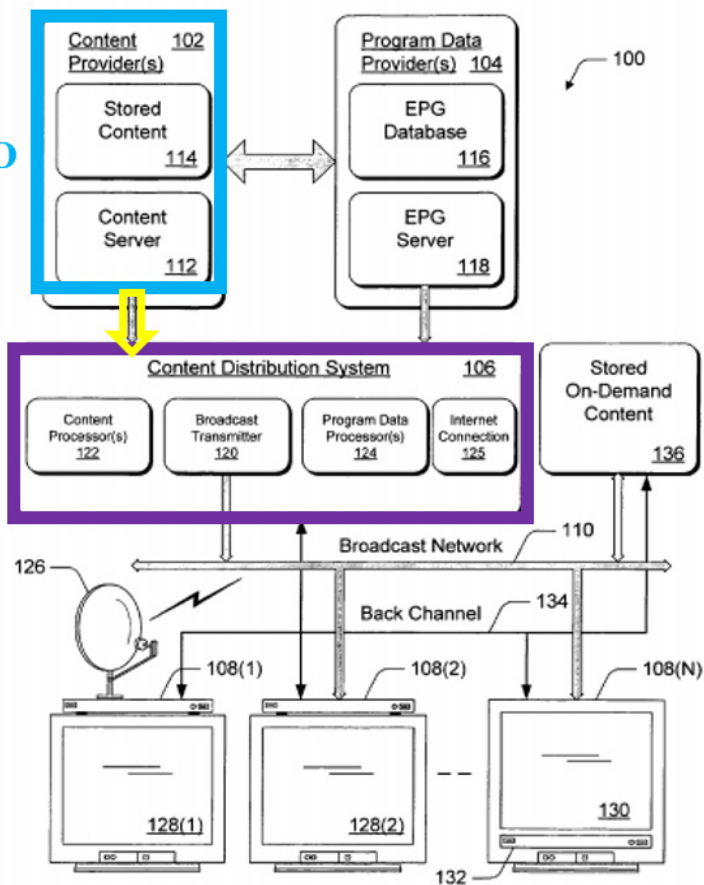 Content 102
Provider(s)
Stored
Content
114
Content
Server
112
Program Data
Provider(s) 104
EPG
Database
116
EPG
Server
118
100
O
Content Distribution System 106
Content
Processor(s)
122
Broadcast
Transmitter
120
Program Data
Processor(s)
124
Internet
Connection
125
Stored
On-Demand
Content
136
110
Broadcast Network
126
134
Back Channel
108(1)
108(2)
108(N)
128(1)
128(2)
130
132